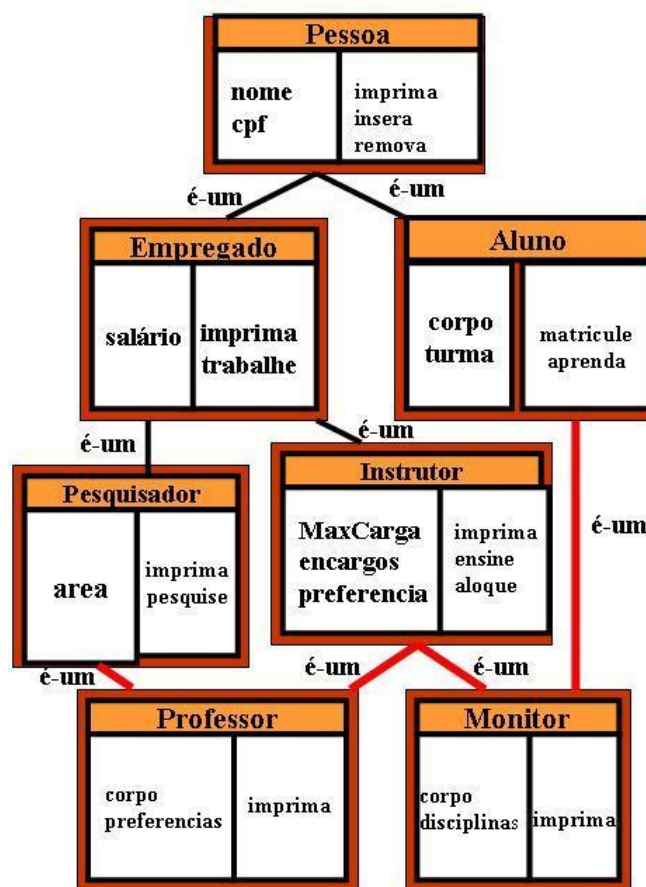 Pessoa
nome
cpf
imprima
insera
remova
é-um
é-um
Empregado
salário
imprima
trabalhe
Aluno
corpo
turma
matricule
aprenda
é-um
é-um
Pesquisador
area
imprima
pesquise
Instrutor
MaxCarga
encargos
preferencia
imprima
ensine
aloque
é-um
é-um
é-um
é-um
Professor
corpo
preferencias
imprima
Monitor
corpo
disciplinas
imprima